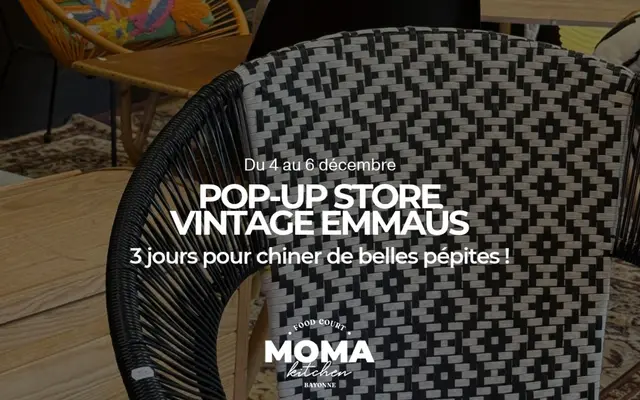 Du 4 au 6 décembre
POP-UP STORE
VINTAGE EMMAUS
3 jours pour chiner de belles pépites !
• FOOD COURT •
MOMA
kitchen
BAYONNE